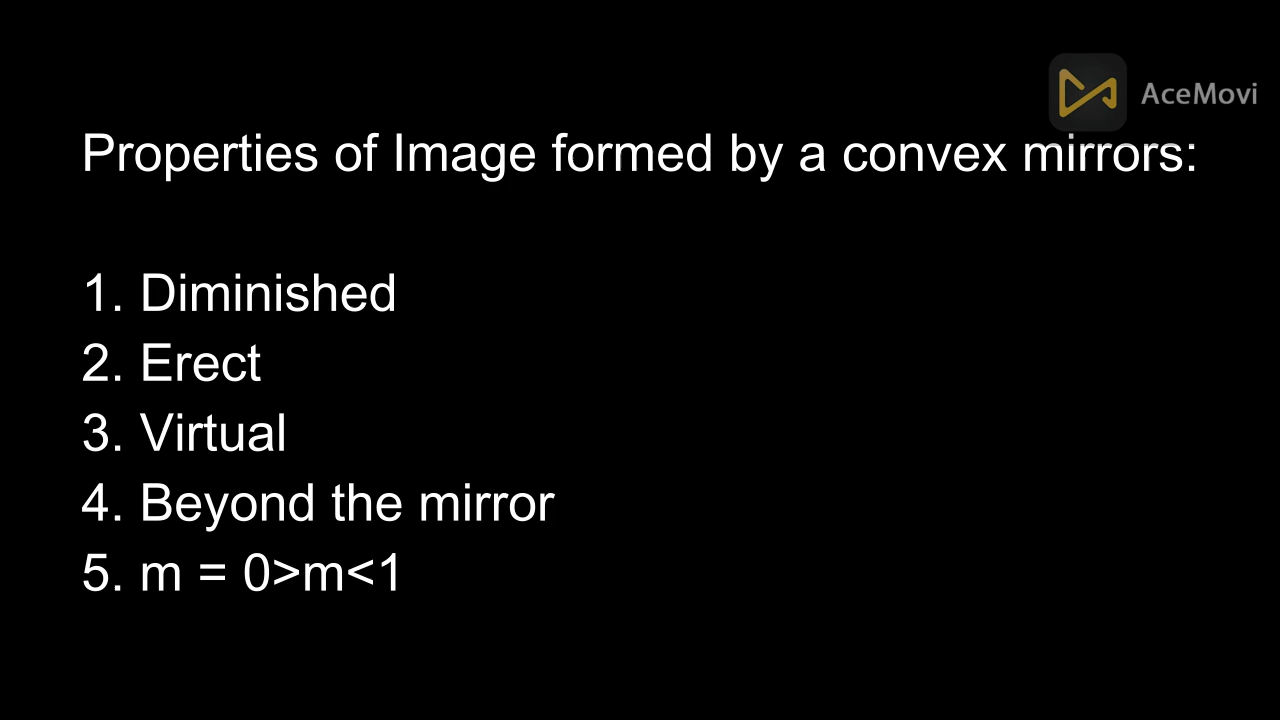 AceMovi
Properties of Image formed by a convex mirrors:
1. Diminished
2. Erect
3. Virtual
4. Beyond the mirror
5. m = 0>m<1